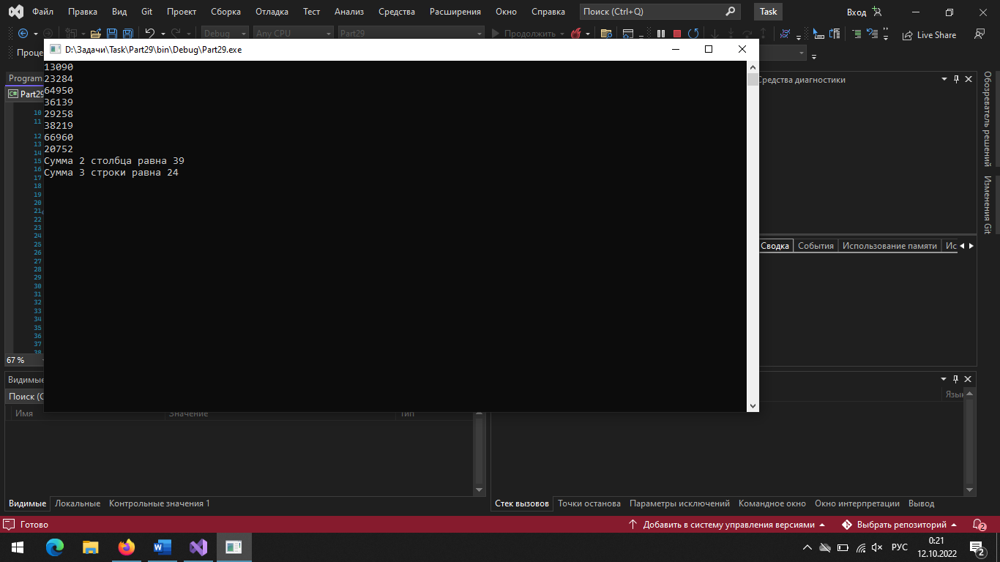 Файл Правка Вид Git Проект Сборка Отладка Тест Анализ Средства Расширения Окно Справка Поиск (Ctrl+Q) Task Вход
Debug Any CPU Part29 Продолжить Live Share
Проце
D:\Задачи\Task\Part29\bin\Debug\Part29.exe
Program.
C# Part29
13090
23284
64950
36139
29258
38219
66960
20752
Сумма 2 столбца равна 39
Сумма 3 строки равна 24
10
11
12
13
14
15
16
17
18
19
20
21
22
23
24
25
26
27
28
29
30
31
32
33
34
35
36
37
38
67 %
Средства диагностики
Сводка События Использование памяти Ис
Обозреватель решений
Изменения Git
Видимые
Поиск (C
Имя Значение Тип
Язык
Видимые Локальные Контрольные значения 1
Стек вызовов Точки останова Параметры исключений Командное окно Окно интерпретации Вывод
Готово Добавить в систему управления версиями Выбрать репозиторий 2
РУС 0:21
12.10.2022 2